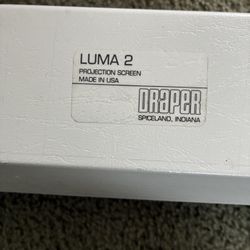 LUMA 2
PROJECTION SCREEN
MADE IN USA
DRAPER
SPICELAND, INDIANA